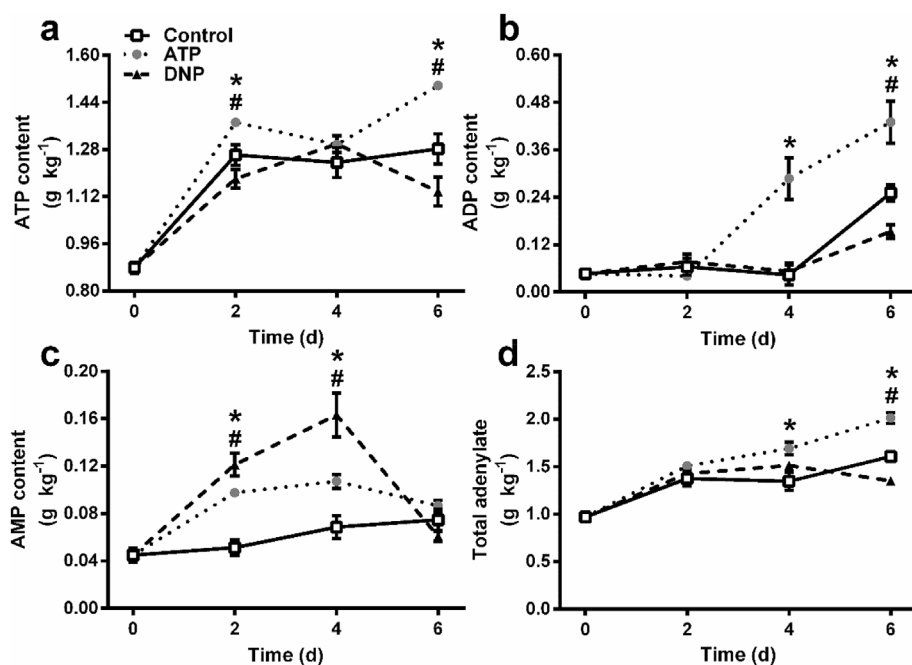 a
Control
ATP
DNP
1.60
1.44
1.28
1.12
0.96
0.80
ATP content
(g kg⁻¹)
*
#
*
#
0 2 4 6
Time (d)
b
0.60
0.48
0.36
0.24
0.12
0.00
ADP content
(g kg⁻¹)
*
*
#
0 2 4 6
Time (d)
c
0.20
0.16
0.12
0.08
0.04
0.00
AMP content
(g kg⁻¹)
*
#
*
#
0 2 4 6
Time (d)
d
2.5
2.0
1.5
1.0
0.5
0.0
Total adenylate
(g kg⁻¹)
*
*
#
0 2 4 6
Time (d)